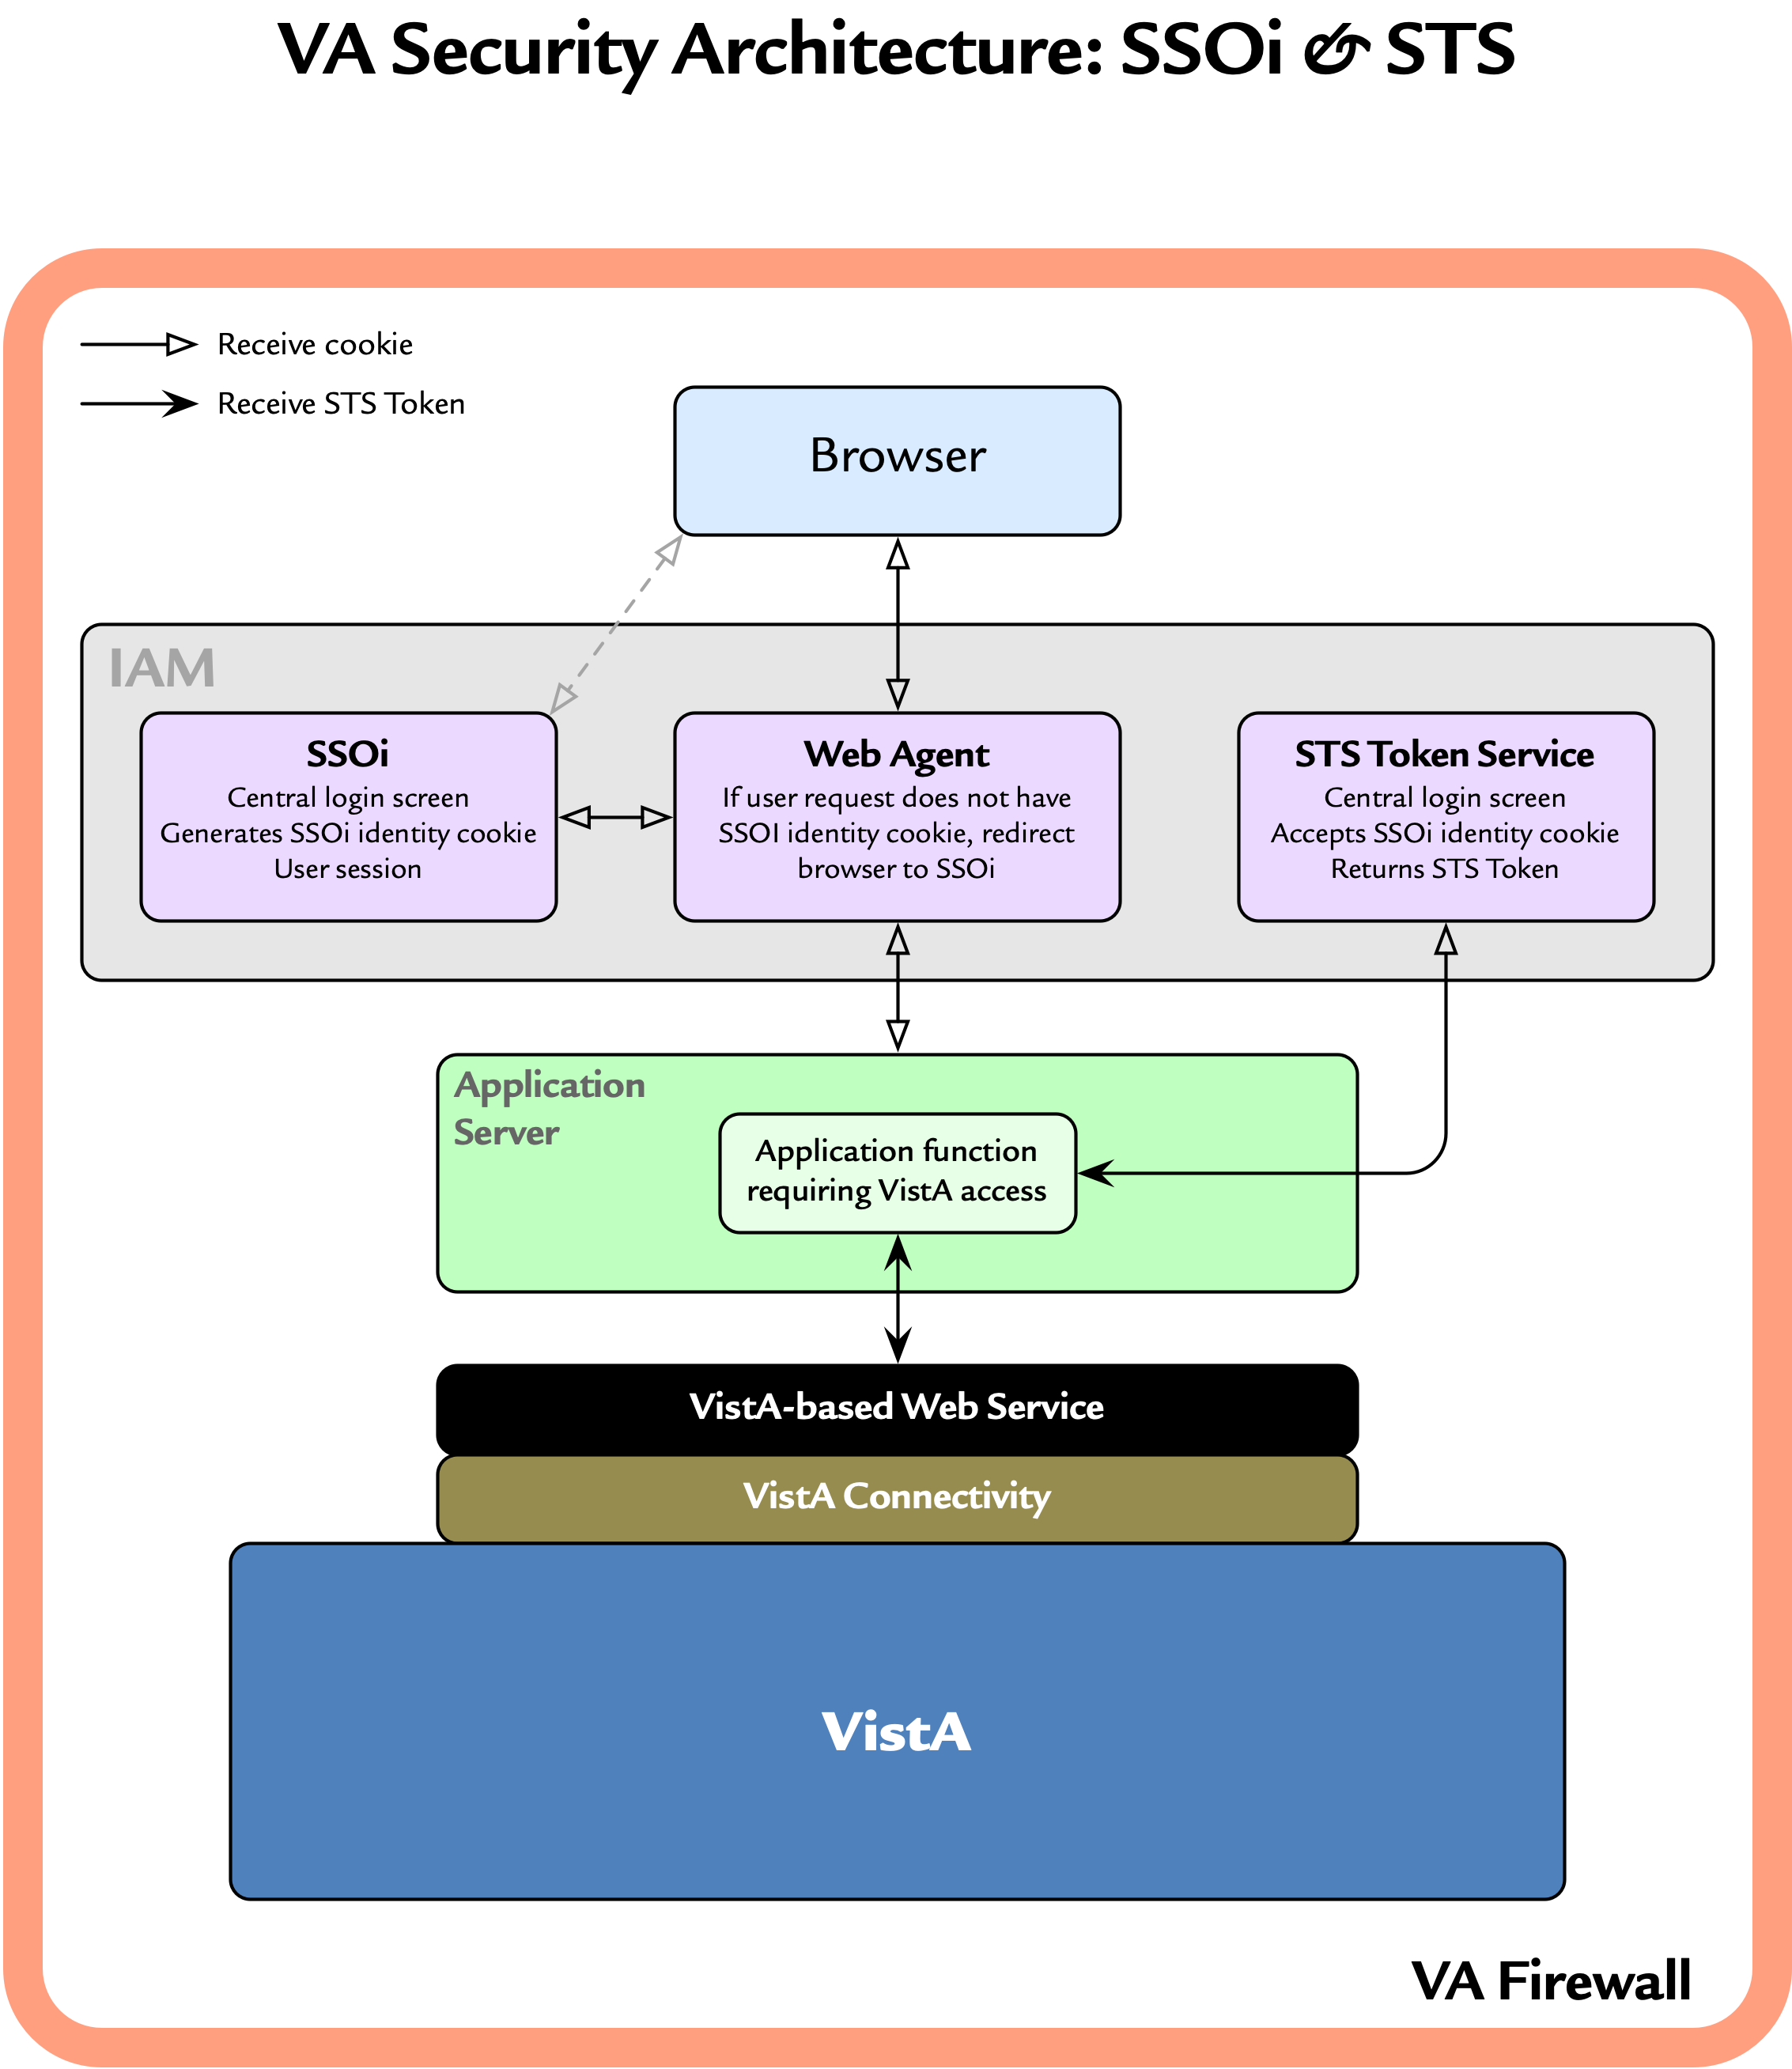 VA Security Architecture: SSOi & STS
Receive cookie
Receive STS Token
Browser
IAM
SSOi
Central login screen
Generates SSOi identity cookie
User session
Web Agent
If user request does not have
SSOI identity cookie, redirect
browser to SSOi
STS Token Service
Central login screen
Accepts SSOi identity cookie
Returns STS Token
Application
Server
Application function
requiring VistA access
VistA-based Web Service
VistA Connectivity
VistA
VA Firewall